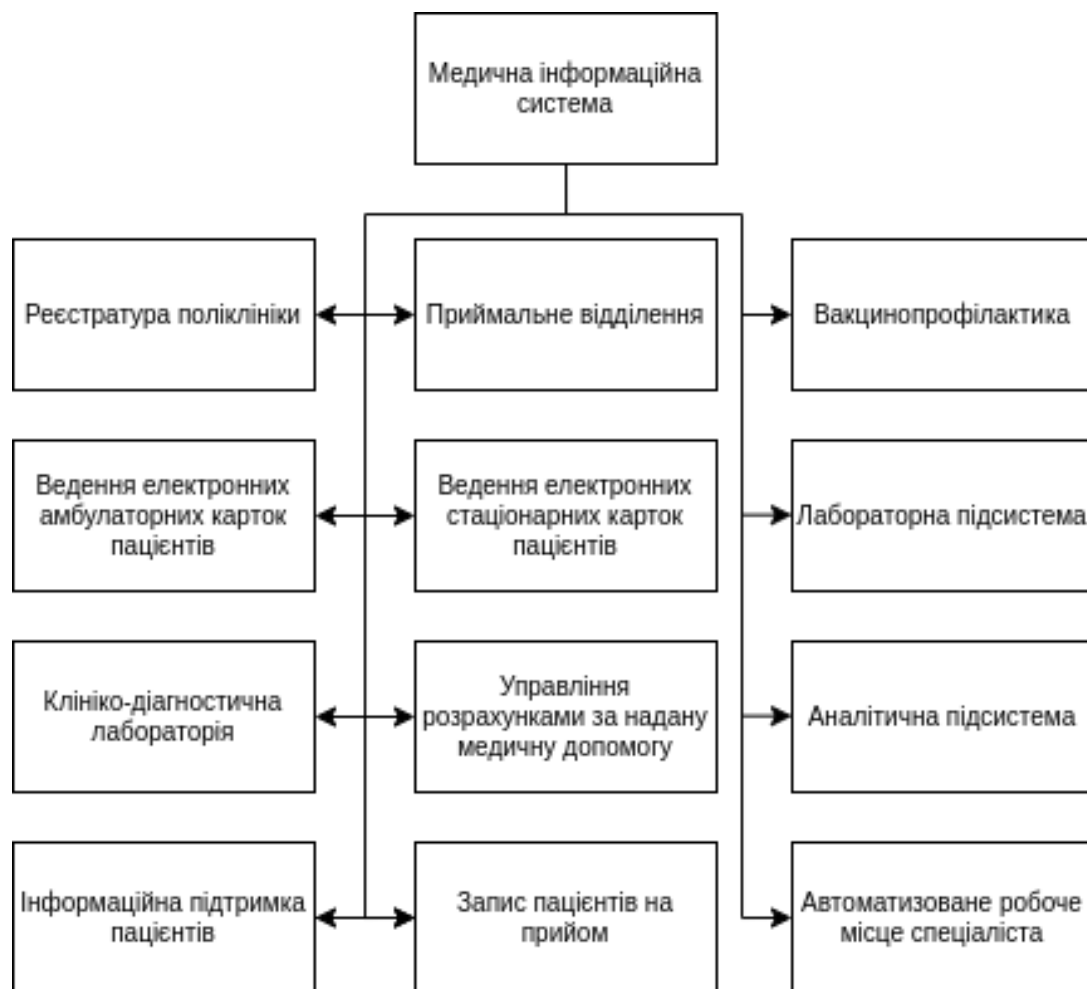 Медична інформаційна
система
Реєстратура поліклініки
Приймальне відділення
Вакцинопрофілактика
Ведення електронних
амбулаторних карток
пацієнтів
Ведення електронних
стаціонарних карток
пацієнтів
Лабораторна підсистема
Клініко-діагностична
лабораторія
Управління
розрахунками за надану
медичну допомогу
Аналітична підсистема
Інформаційна підтримка
пацієнтів
Запис пацієнтів на
прийом
Автоматизоване робоче
місце спеціаліста